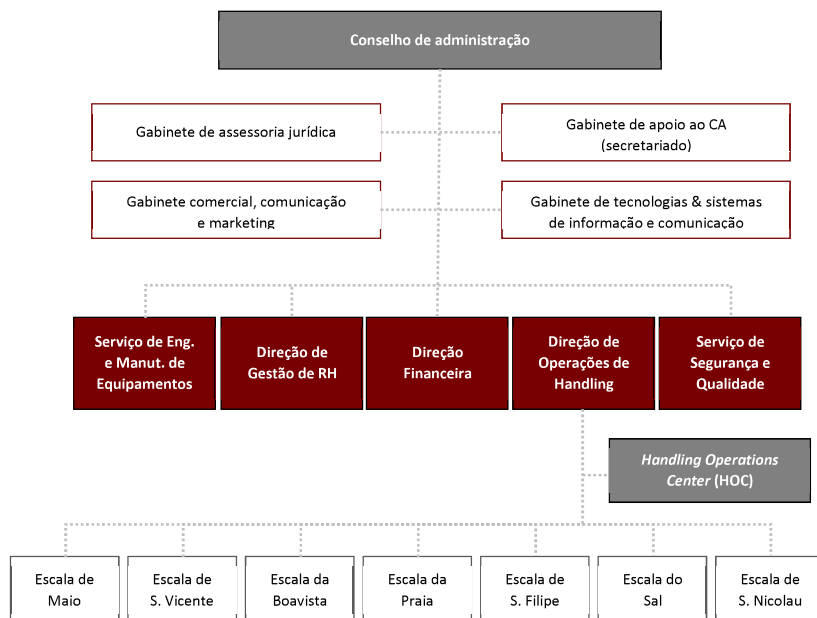 Conselho de administração
Gabinete de assessoria jurídica
Gabinete de apoio ao CA
(secretariado)
Gabinete comercial, comunicação
e marketing
Gabinete de tecnologias & sistemas
de informação e comunicação
Serviço de Eng.
e Manut. de
Equipamentos
Direção de
Gestão de RH
Direção
Financeira
Direção de
Operações de
Handling
Serviço de
Segurança e
Qualidade
Handling Operations
Center (HOC)
Escala de
Maio
Escala de
S. Vicente
Escala da
Boavista
Escala da
Praia
Escala de
S. Filipe
Escala do
Sal
Escala de
S. Nicolau